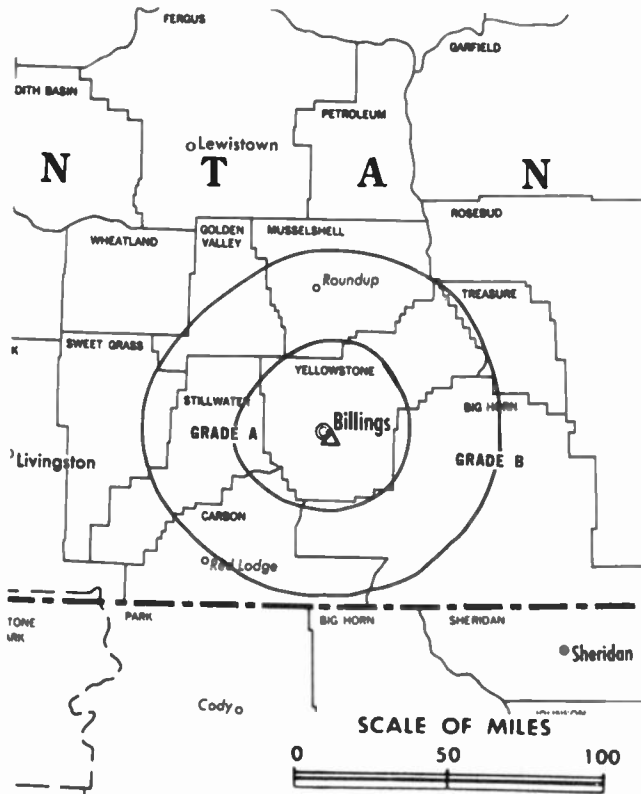 FERGUS
GARFIELD
DITH BASIN
PETROLEUM
Lewistown
N T A N
ROSEBUD
WHEATLAND
GOLDEN
VALLEY
MUSSELSHELL
Roundup
TREASURE
K
SWEET GRASS
YELLOWSTONE
STILLWATER
BIG HORN
GRADE A
Billings
GRADE B
Livingston
CARBON
Red Lodge
PARK
BIG HORN
SHERIDAN
TONE
ARK
Sheridan
Cody
SCALE OF MILES
0 50 100